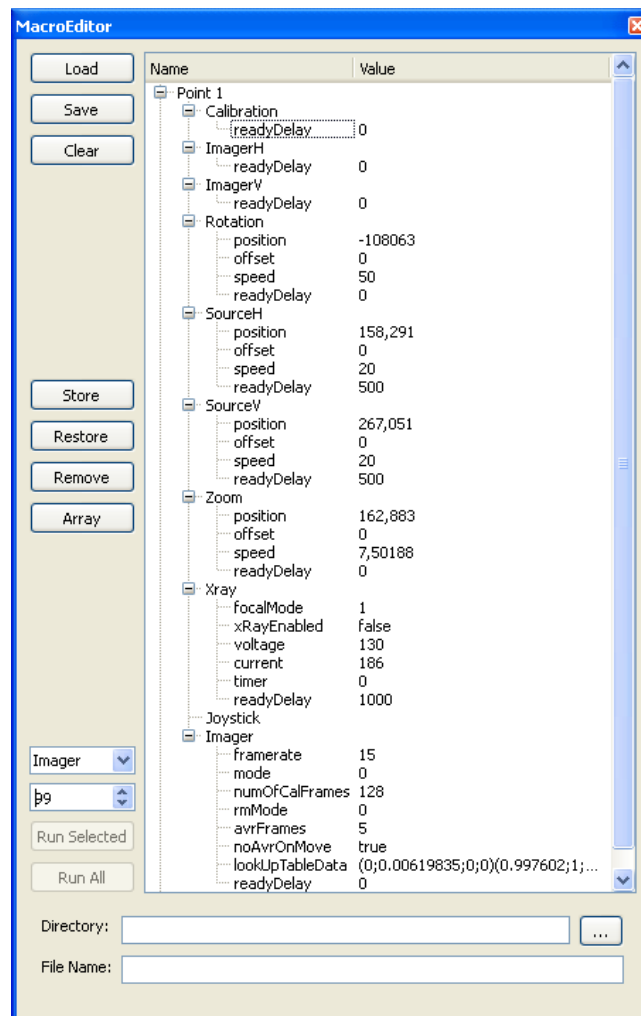 MacroEditor
Load
Save
Clear
Store
Restore
Remove
Array
Imager
99
Run Selected
Run All
Name Value
Point 1
Calibration
readyDelay 0
ImagerH
readyDelay 0
ImagerV
readyDelay 0
Rotation
position -108063
offset 0
speed 50
readyDelay 0
SourceH
position 158,291
offset 0
speed 20
readyDelay 500
SourceV
position 267,051
offset 0
speed 20
readyDelay 500
Zoom
position 162,883
offset 0
speed 7,50188
readyDelay 0
Xray
focalMode 1
xRayEnabled false
voltage 130
current 186
timer 0
readyDelay 1000
Joystick
Imager
framerate 15
mode 0
numOfCalFrames 128
rmMode 0
avrFrames 5
noAvrOnMove true
lookUpTableData (0;0.00619835;0;0)(0.997602;1;...
readyDelay 0
Directory: ...
File Name: